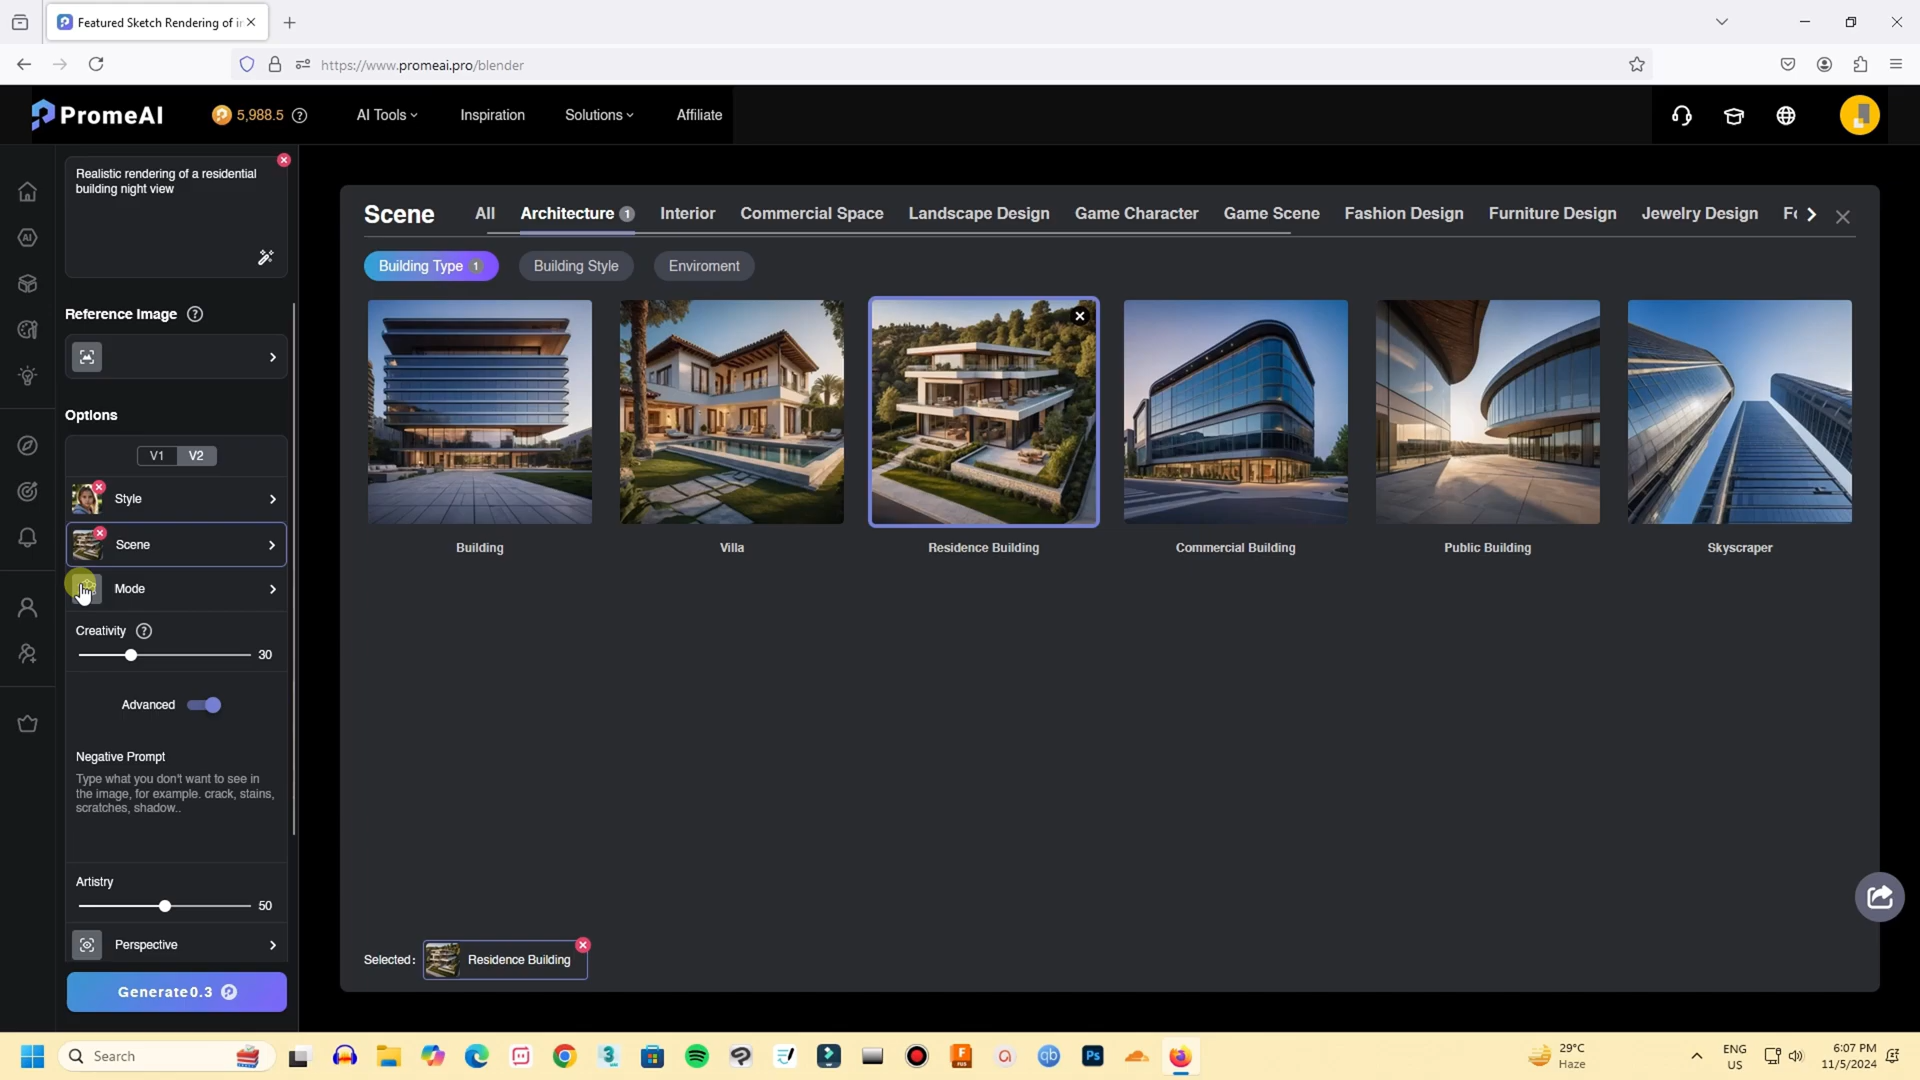 Featured Sketch Rendering of in
https://www.promeai.pro/blender
PromeAI
5,988.5
AI Tools
Inspiration
Solutions
Affiliate
Realistic rendering of a residential
building night view
Reference Image
Options
V1 V2
Style
Scene
Mode
Creativity
30
Advanced
Negative Prompt
Type what you don't want to see in
the image, for example. crack, stains,
scratches, shadow..
Artistry
50
Perspective
Generate0.3
Scene
All
Architecture 1
Interior
Commercial Space
Landscape Design
Game Character
Game Scene
Fashion Design
Furniture Design
Jewelry Design
Building Type 1
Building Style
Enviroment
Building
Villa
Residence Building
Commercial Building
Public Building
Skyscraper
Selected:
Residence Building
Search
29°C
Haze
ENG
US
6:07 PM
11/5/2024